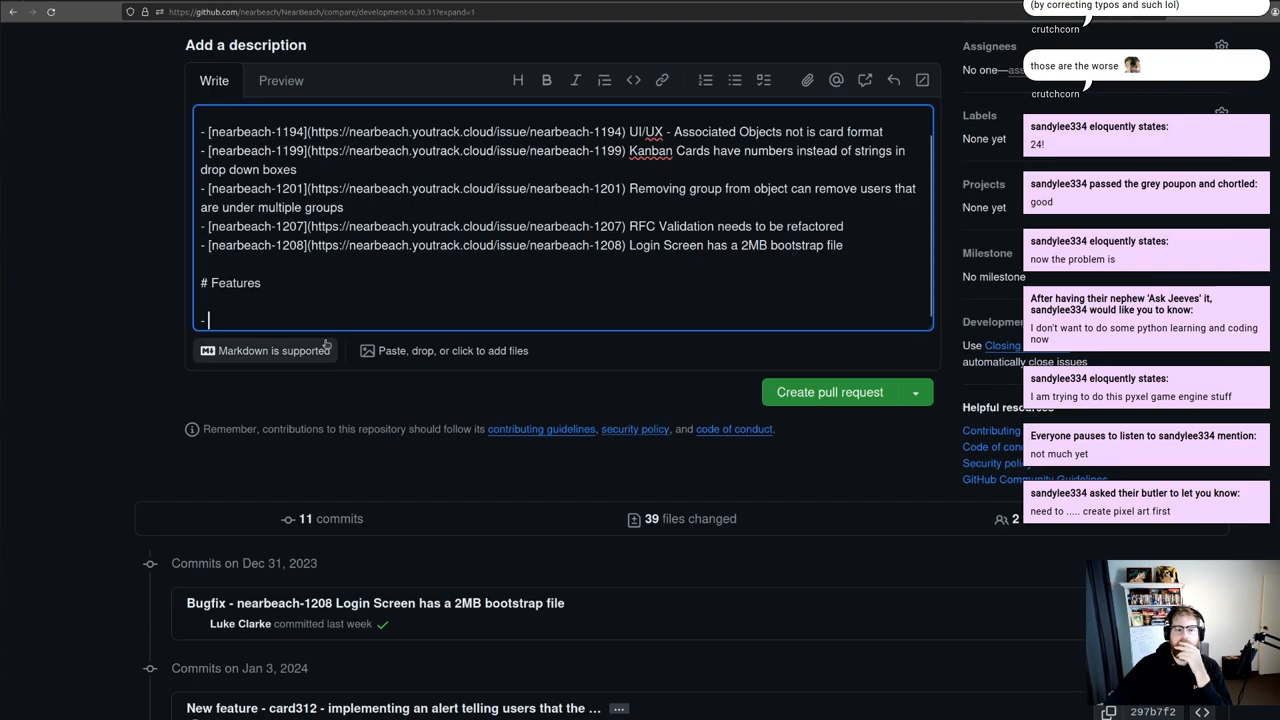 https://github.com/nearbeach/NearBeach/compare/development-0.30.31?expand=1
Add a description
Write
Preview
- [nearbeach-1194](https://nearbeach.youtrack.cloud/issue/nearbeach-1194) UI/UX - Associated Objects not is card format
- [nearbeach-1199](https://nearbeach.youtrack.cloud/issue/nearbeach-1199) Kanban Cards have numbers instead of strings in
drop down boxes
- [nearbeach-1201](https://nearbeach.youtrack.cloud/issue/nearbeach-1201) Removing group from object can remove users that
are under multiple groups
- [nearbeach-1207](https://nearbeach.youtrack.cloud/issue/nearbeach-1207) RFC Validation needs to be refactored
- [nearbeach-1208](https://nearbeach.youtrack.cloud/issue/nearbeach-1208) Login Screen has a 2MB bootstrap file
# Features
-
Markdown is supported
Paste, drop, or click to add files
Create pull request
Remember, contributions to this repository should follow its contributing guidelines, security policy, and code of conduct.
11 commits
39 files changed
2
Commits on Dec 31, 2023
Bugfix - nearbeach-1208 Login Screen has a 2MB bootstrap file
Luke Clarke committed last week
Commits on Jan 3, 2024
New feature - card312 - implementing an alert telling users that the ...
297b7f2
Assignees
No one—
Labels
None yet
Projects
None yet
Milestone
No milestone
Use Closing
automatically close issues
Contributing
Code of con
Security poli
GitHub Community Guidelines
(by correcting typos and such lol)
crutchcorn
those are the worse
crutchcorn
sandylee334 eloquently states:
24!
sandylee334 passed the grey poupon and chortled:
good
sandylee334 eloquently states:
now the problem is
After having their nephew 'Ask Jeeves' it,
sandylee334 would like you to know:
I don't want to do some python learning and coding
now
sandylee334 eloquently states:
I am trying to do this pyxel game engine stuff
Everyone pauses to listen to sandylee334 mention:
not much yet
sandylee334 asked their butler to let you know:
need to ..... create pixel art first